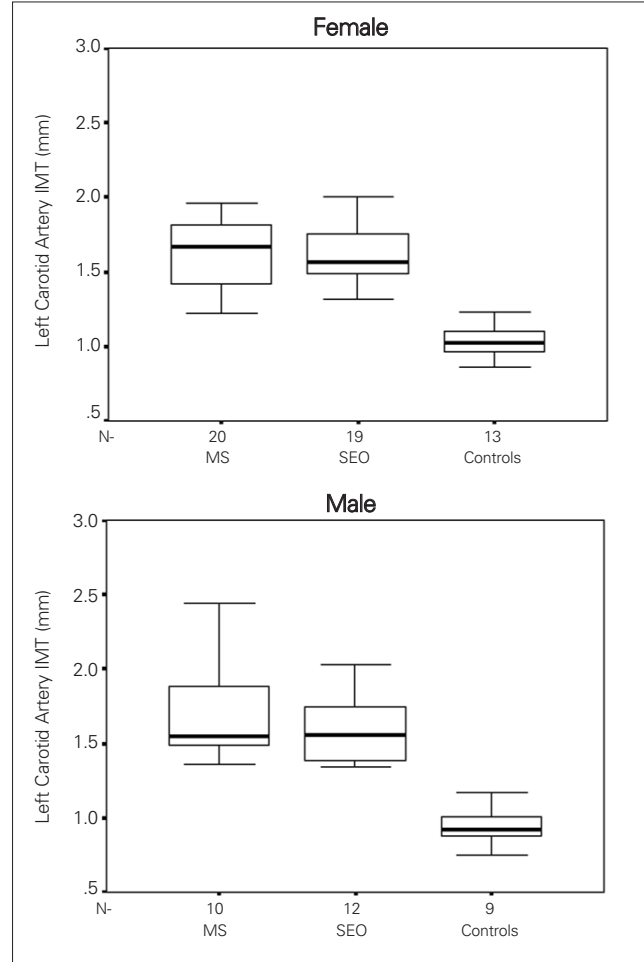 Female
3.0
2.5
2.0
1.5
1.0
.5
Left Carotid Artery IMT (mm)
N- 20 19 13
MS SEO Controls
Male
3.0
2.5
2.0
1.5
1.0
.5
Left Carotid Artery IMT (mm)
N- 10 12 9
MS SEO Controls